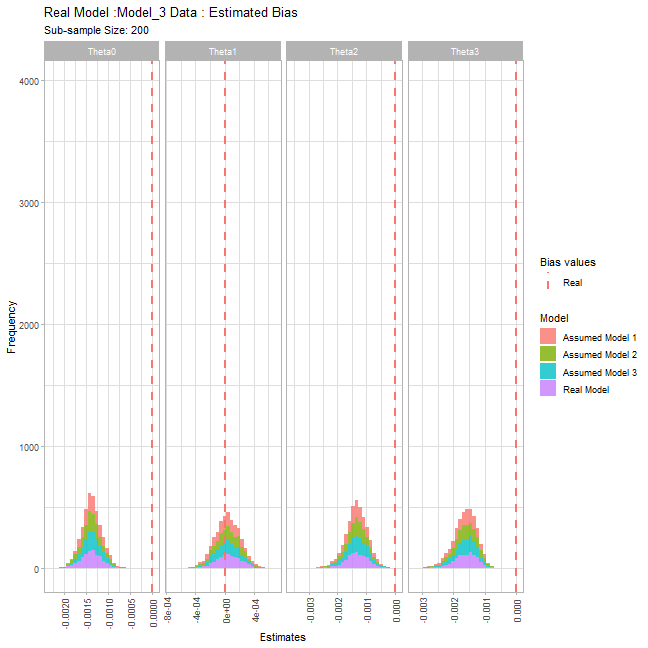 Real Model :Model_3 Data : Estimated Bias
Sub-sample Size: 200
Theta0 Theta1 Theta2 Theta3
Frequency
4000
3000
2000
1000
0
-0.0020 -0.0015 -0.0010 -0.0005 0.0000 -8e-04 -4e-04 0e+00 4e-04 -0.003 -0.002 -0.001 0.000 -0.003 -0.002 -0.001 0.000
Estimates
Bias values
Real
Model
Assumed Model 1
Assumed Model 2
Assumed Model 3
Real Model